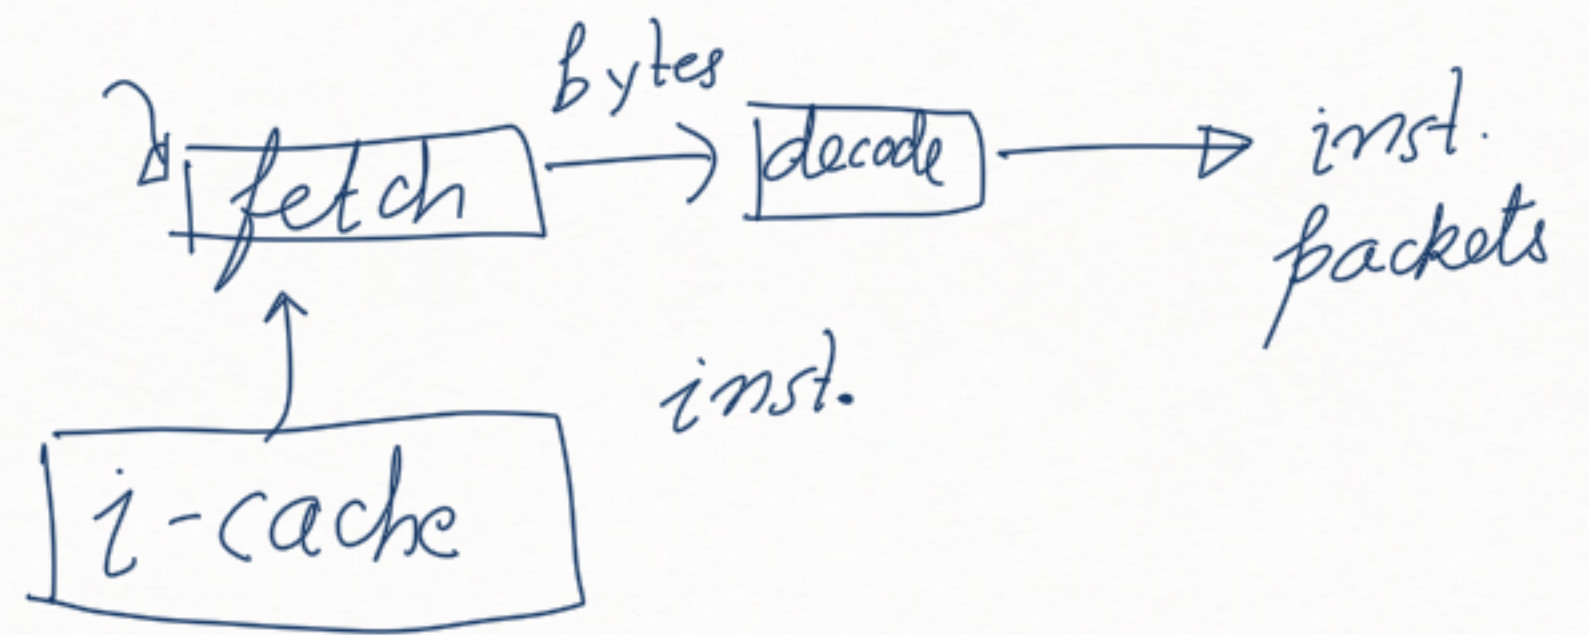 bytes
fetch
decode
inst.
packets
inst.
i-cache